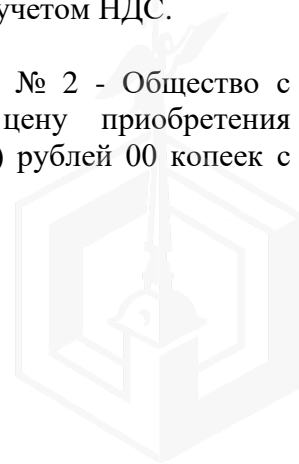 учетом НДС.
№ 2 - Общество с
цену приобретения
) рублей 00 копеек с